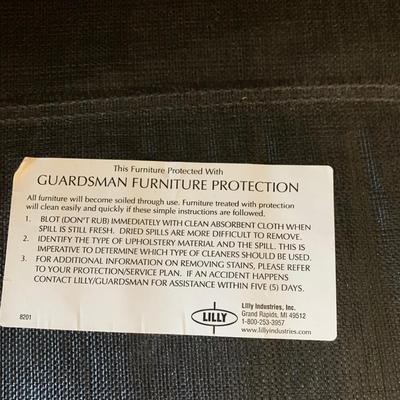 This Furniture Protected With
GUARDSMAN FURNITURE PROTECTION
All furniture will become soiled through use. Furniture treated with protection
will clean easily and quickly if these simple instructions are followed.
1. BLOT (DON'T RUB) IMMEDIATELY WITH CLEAN ABSORBENT CLOTH WHEN
SPILL IS STILL FRESH. DRIED SPILLS ARE MORE DIFFICULT TO REMOVE.
2. IDENTIFY THE TYPE OF UPHOLSTERY MATERIAL AND THE SPILL. THIS IS
IMPERATIVE TO DETERMINE WHICH TYPE OF CLEANERS SHOULD BE USED.
3. FOR ADDITIONAL INFORMATION ON REMOVING STAINS, PLEASE REFER
TO YOUR PROTECTION/SERVICE PLAN. IF AN ACCIDENT HAPPENS
CONTACT LILLY/GUARDSMAN FOR ASSISTANCE WITHIN FIVE (5) DAYS.
8201
LILLY
Lilly Industries, Inc.
Grand Rapids, MI 49512
1-800-253-3957
www.lillyindustries.com